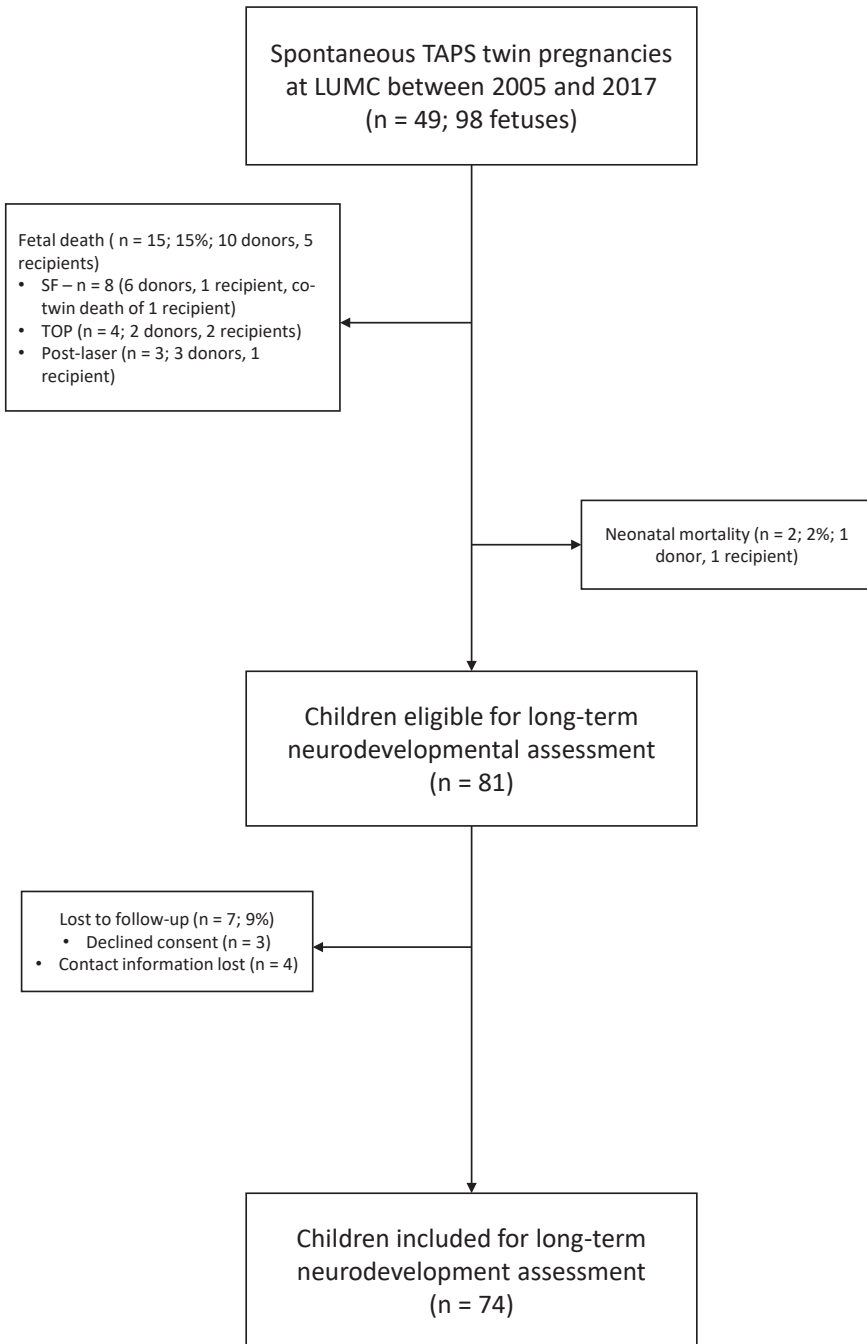 Spontaneous TAPS twin pregnancies
at LUMC between 2005 and 2017
(n = 49; 98 fetuses)
Fetal death ( n = 15; 15%; 10 donors, 5
recipients)
• SF – n = 8 (6 donors, 1 recipient, co-
twin death of 1 recipient)
• TOP (n = 4; 2 donors, 2 recipients)
• Post-laser (n = 3; 3 donors, 1
recipient)
Neonatal mortality (n = 2; 2%; 1
donor, 1 recipient)
Children eligible for long-term
neurodevelopmental assessment
(n = 81)
Lost to follow-up (n = 7; 9%)
• Declined consent (n = 3)
• Contact information lost (n = 4)
Children included for long-term
neurodevelopment assessment
(n = 74)